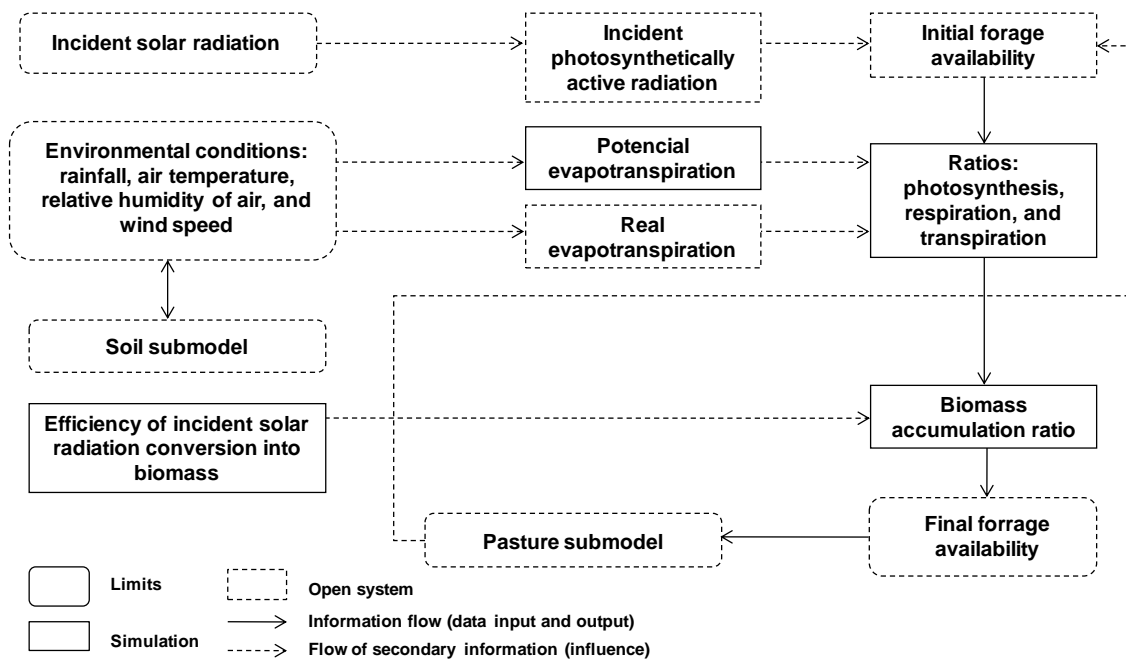 Incident solar radiation
Incident
photosynthetically
active radiation
Initial forage
availability
Environmental conditions:
rainfall, air temperature,
relative humidity of air, and
wind speed
Potencial
evapotranspiration
Ratios:
photosynthesis,
respiration, and
transpiration
Real
evapotranspiration
Soil submodel
Efficiency of incident solar
radiation conversion into
biomass
Biomass
accumulation ratio
Pasture submodel
Final forrage
availability
Limits
Open system
Simulation
Information flow (data input and output)
Flow of secondary information (influence)